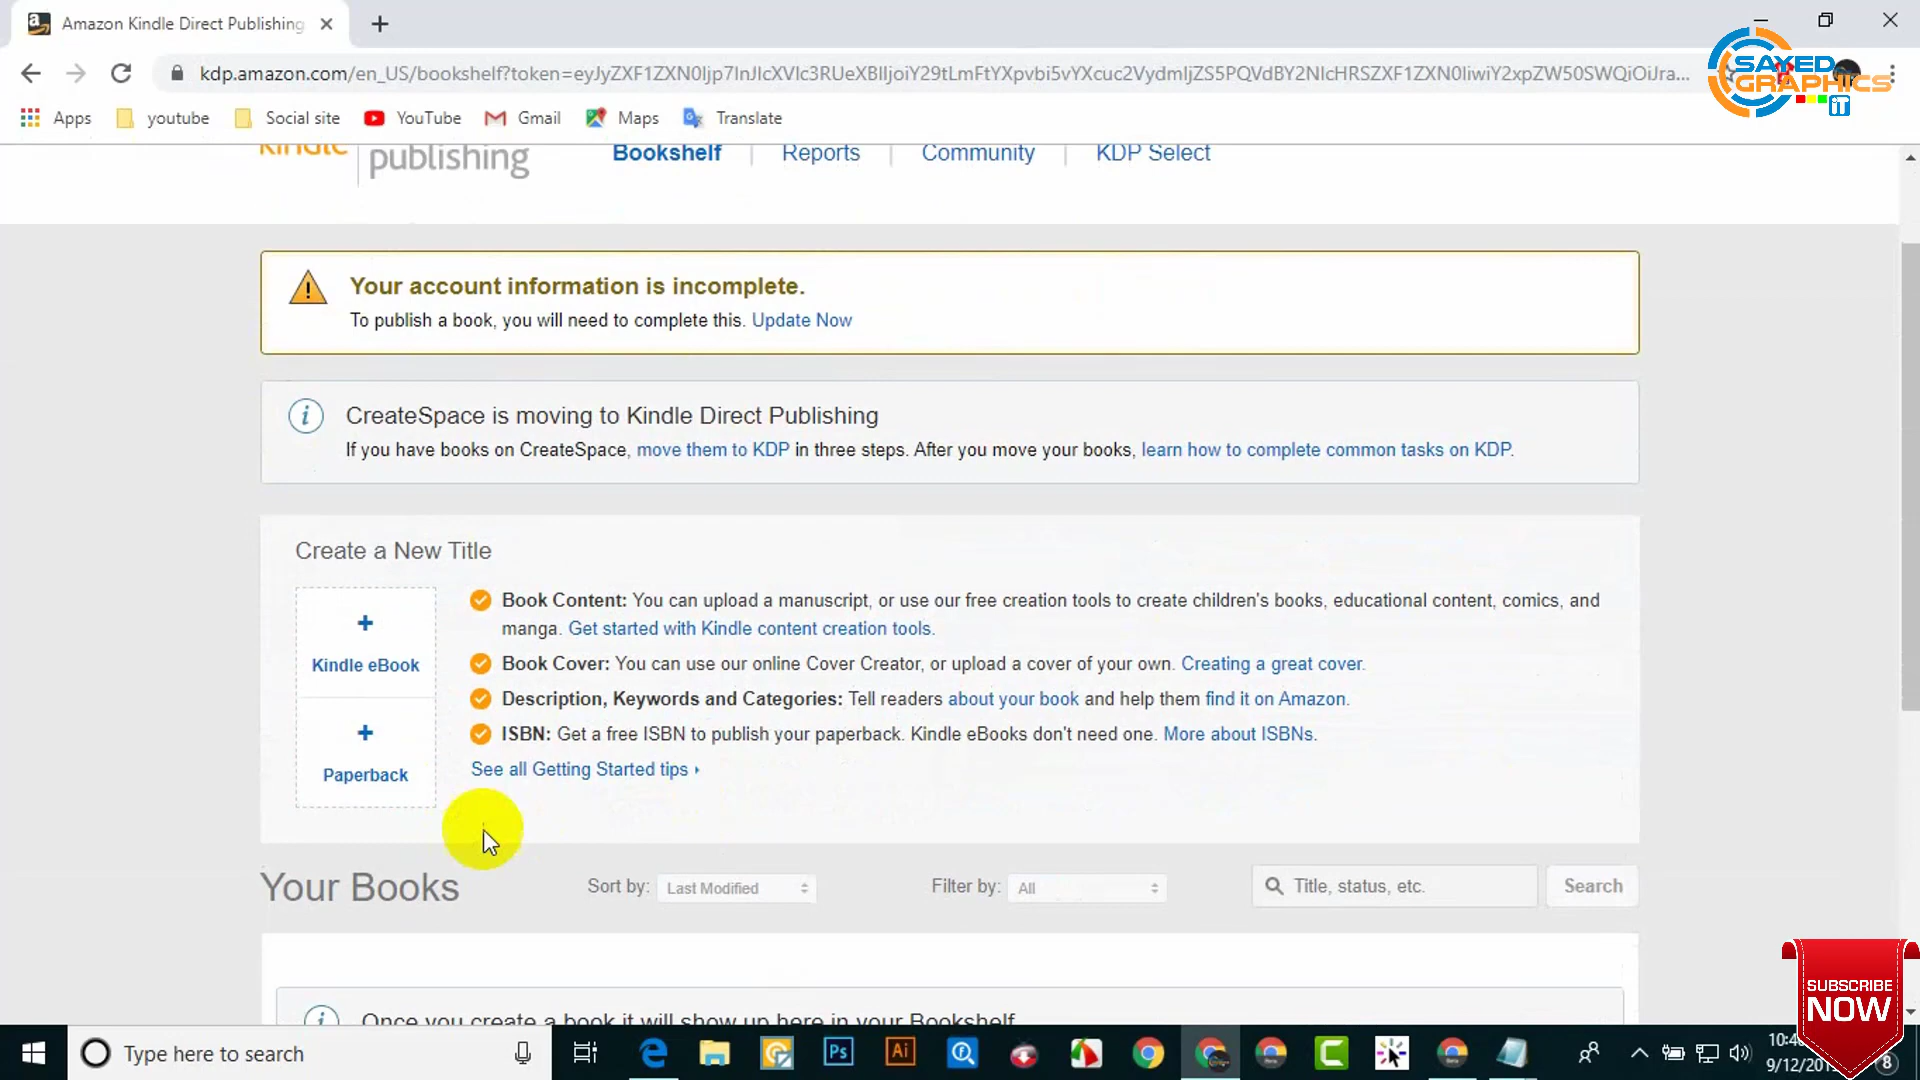 Amazon Kindle Direct Publishing
kdp.amazon.com/en_US/bookshelf?token=
SAYED
GRAPHICS
iT
Apps youtube Social site YouTube Gmail Maps Translate
kindle
publishing
Bookshelf Reports Community KDP Select
Your account information is incomplete.
To publish a book, you will need to complete this. Update Now
CreateSpace is moving to Kindle Direct Publishing
If you have books on CreateSpace, move them to KDP in three steps. After you move your books, learn how to complete common tasks on KDP.
Create a New Title
Kindle eBook
Paperback
Book Content: You can upload a manuscript, or use our free creation tools to create children's books, educational content, comics, and
manga. Get started with Kindle content creation tools.
Book Cover: You can use our online Cover Creator, or upload a cover of your own. Creating a great cover.
Description, Keywords and Categories: Tell readers about your book and help them find it on Amazon.
ISBN: Get a free ISBN to publish your paperback. Kindle eBooks don't need one. More about ISBNs.
See all Getting Started tips
Your Books Sort by: Last Modified Filter by: All Title, status, etc. Search
Once you create a book it will show up here in your Bookshelf
SUBSCRIBE
NOW
Type here to search
Ps
Ai
8